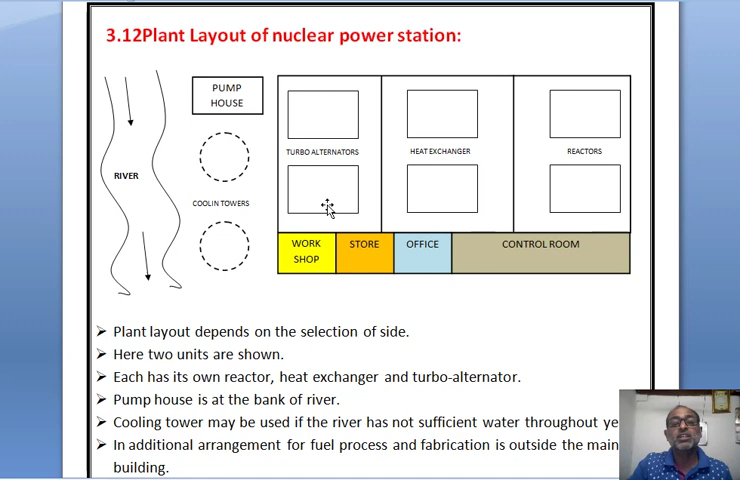 3.12Plant Layout of nuclear power station:
PUMP
HOUSE
TURBO ALTERNATORS
HEAT EXCHANGER
REACTORS
RIVER
COOLIN TOWERS
WORK
SHOP
STORE
OFFICE
CONTROL ROOM
Plant layout depends on the selection of side.
Here two units are shown.
Each has its own reactor, heat exchanger and turbo-alternator.
Pump house is at the bank of river.
Cooling tower may be used if the river has not sufficient water throughout ye
In additional arrangement for fuel process and fabrication is outside the main
building.